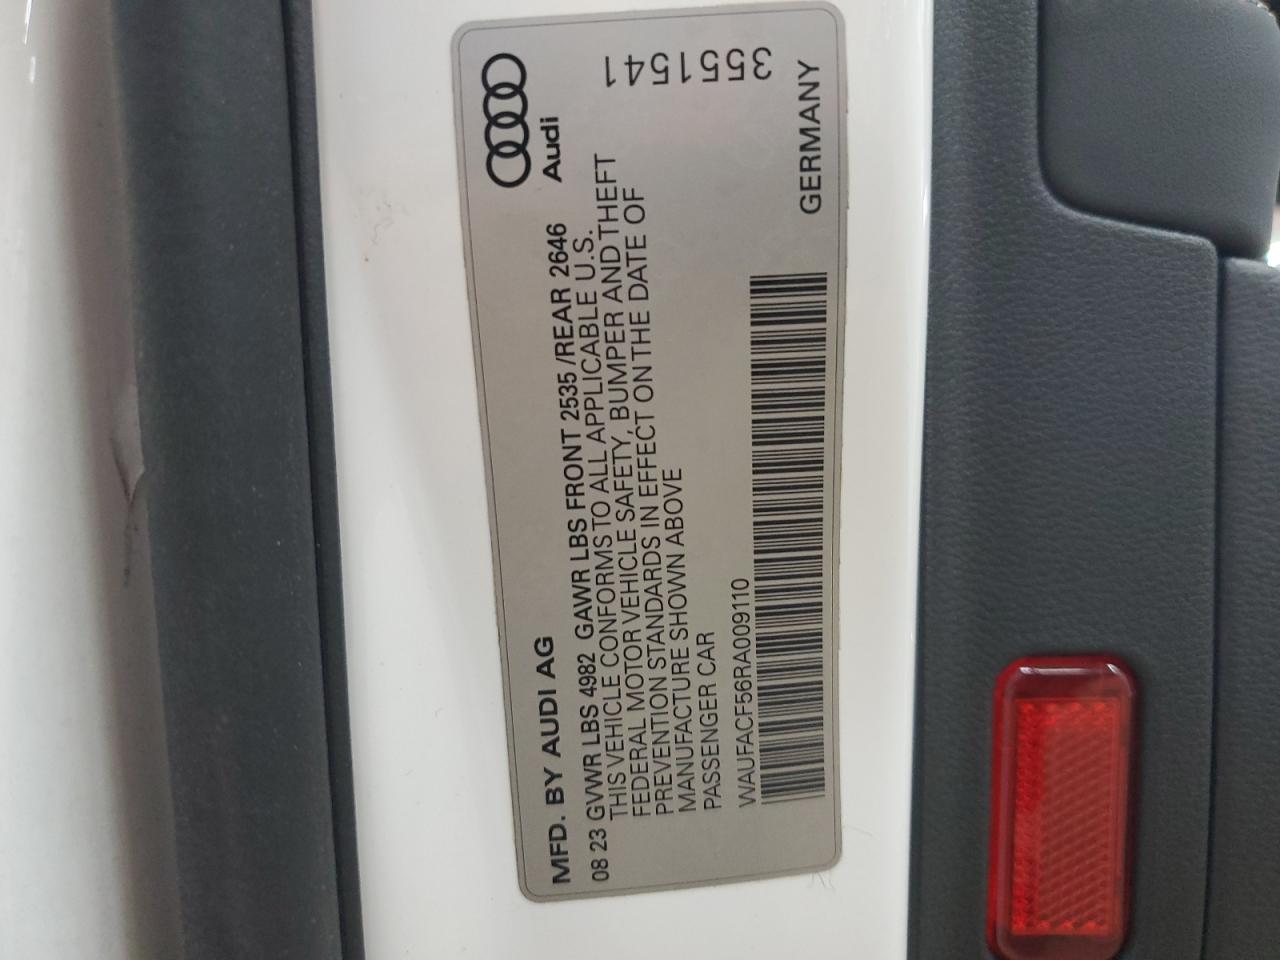 MFD. BY AUDI AG
Audi
08 23 GVWR LBS 4982 GAWR LBS FRONT 2535 /REAR 2646
THIS VEHICLE CONFORMS TO ALL APPLICABLE U.S.
FEDERAL MOTOR VEHICLE SAFETY, BUMPER AND THEFT
PREVENTION STANDARDS IN EFFECT ON THE DATE OF
MANUFACTURE SHOWN ABOVE
PASSENGER CAR
WAUFACF56RA009110
GERMANY
3551541